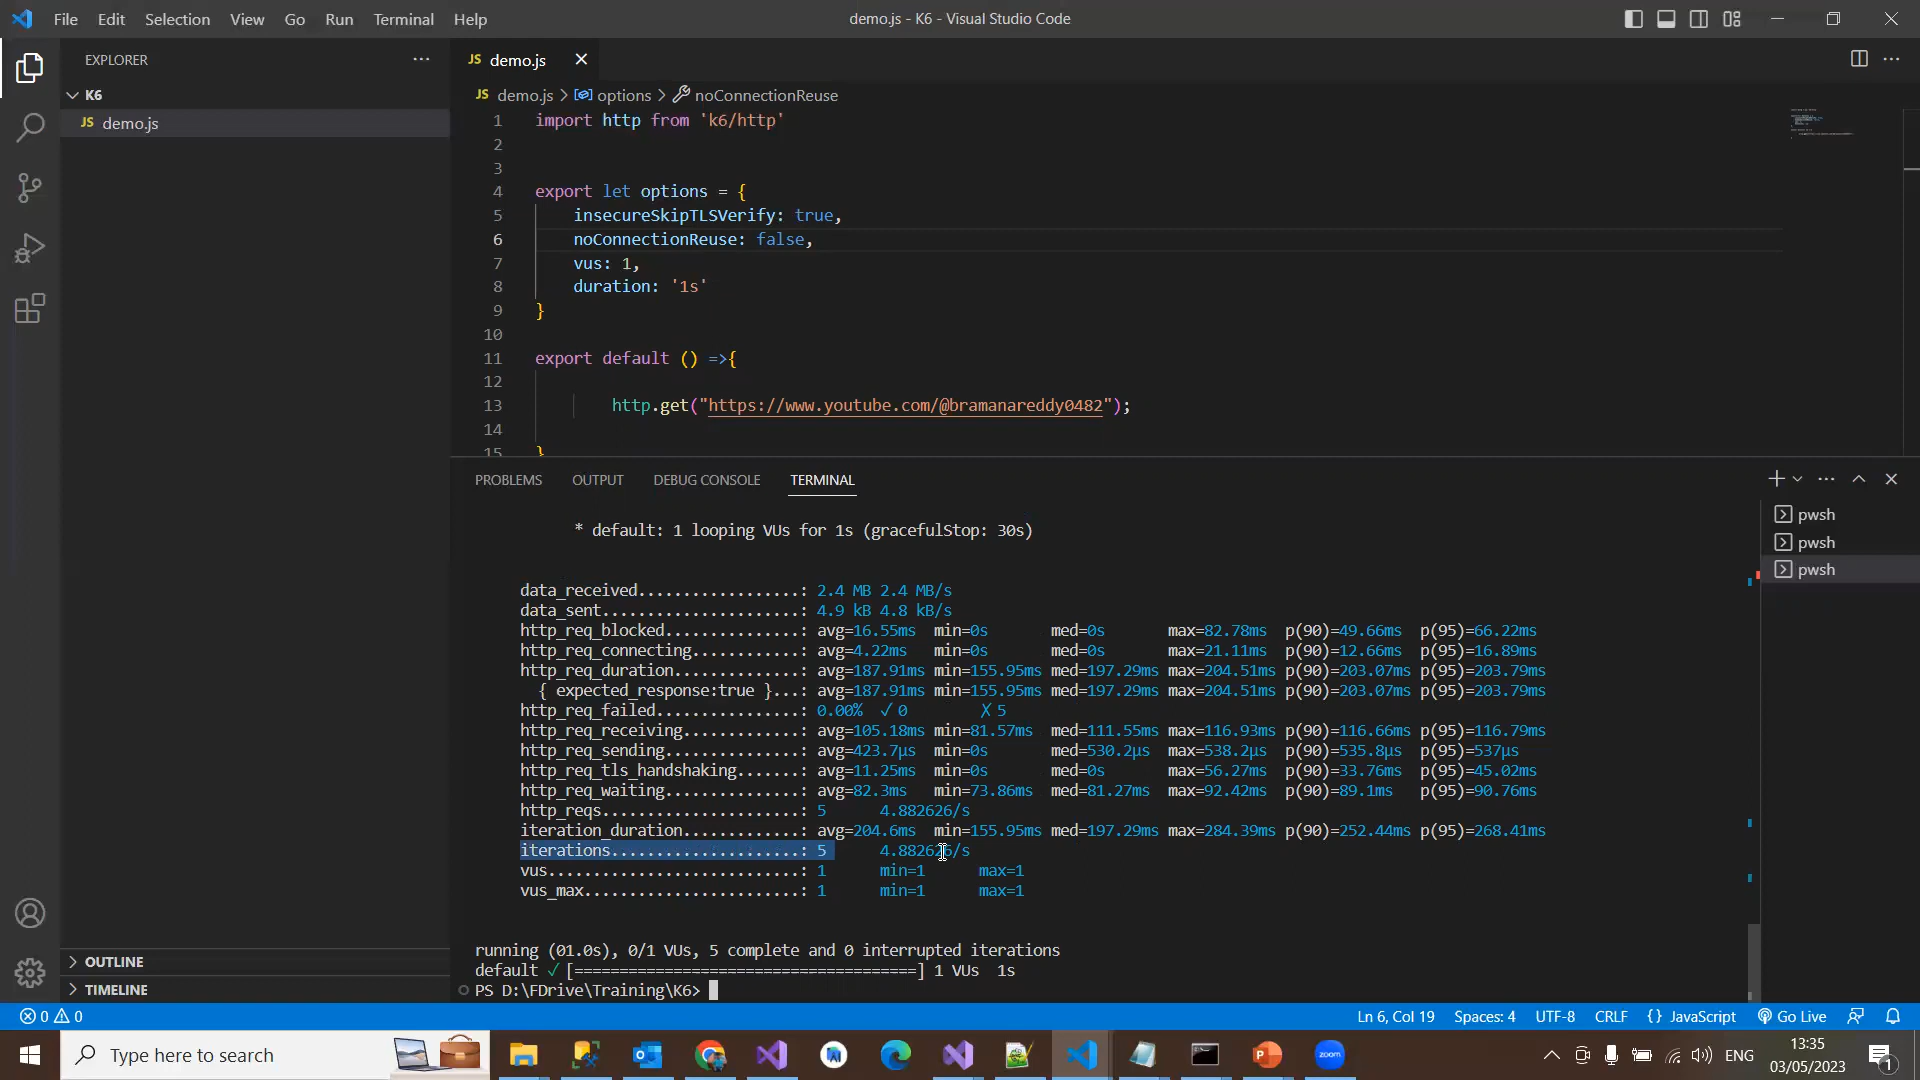 File Edit Selection View Go Run Terminal Help
demo.js - K6 - Visual Studio Code
EXPLORER
K6
JS demo.js
OUTLINE
TIMELINE
JS demo.js
JS demo.js > options > noConnectionReuse
1 import http from 'k6/http'
2
3
4 export let options = {
5 insecureSkipTLSVerify: true,
6 noConnectionReuse: false,
7 vus: 1,
8 duration: '1s'
9 }
10
11 export default () =>{
12
13 http.get("https://www.youtube.com/@bramanareddy0482");
14
15 }
PROBLEMS OUTPUT DEBUG CONSOLE TERMINAL
pwsh
pwsh
pwsh
* default: 1 looping VUs for 1s (gracefulStop: 30s)
data_received..................: 2.4 MB 2.4 MB/s
data_sent......................: 4.9 kB 4.8 kB/s
http_req_blocked...............: avg=16.55ms min=0s med=0s max=82.78ms p(90)=49.66ms p(95)=66.22ms
http_req_connecting............: avg=4.22ms min=0s med=0s max=21.11ms p(90)=12.66ms p(95)=16.89ms
http_req_duration..............: avg=187.91ms min=155.95ms med=197.29ms max=204.51ms p(90)=203.07ms p(95)=203.79ms
{ expected_response:true }...: avg=187.91ms min=155.95ms med=197.29ms max=204.51ms p(90)=203.07ms p(95)=203.79ms
http_req_failed................: 0.00% ✓ 0 ✗ 5
http_req_receiving.............: avg=105.18ms min=81.57ms med=111.55ms max=116.93ms p(90)=116.66ms p(95)=116.79ms
http_req_sending...............: avg=423.7µs min=0s med=530.2µs max=538.2µs p(90)=535.8µs p(95)=537µs
http_req_tls_handshaking.......: avg=11.25ms min=0s med=0s max=56.27ms p(90)=33.76ms p(95)=45.02ms
http_req_waiting...............: avg=82.3ms min=73.86ms med=81.27ms max=92.42ms p(90)=89.1ms p(95)=90.76ms
http_reqs......................: 5 4.882626/s
iteration_duration.............: avg=204.6ms min=155.95ms med=197.29ms max=284.39ms p(90)=252.44ms p(95)=268.41ms
iterations.....................: 5 4.882626/s
vus............................: 1 min=1 max=1
vus_max........................: 1 min=1 max=1
running (01.0s), 0/1 VUs, 5 complete and 0 interrupted iterations
default ✓ [======================================] 1 VUs 1s
PS D:\FDrive\Training\K6>
0 0
Ln 6, Col 19 Spaces: 4 UTF-8 CRLF {} JavaScript Go Live
Type here to search
zoom
ENG
13:35
03/05/2023
1